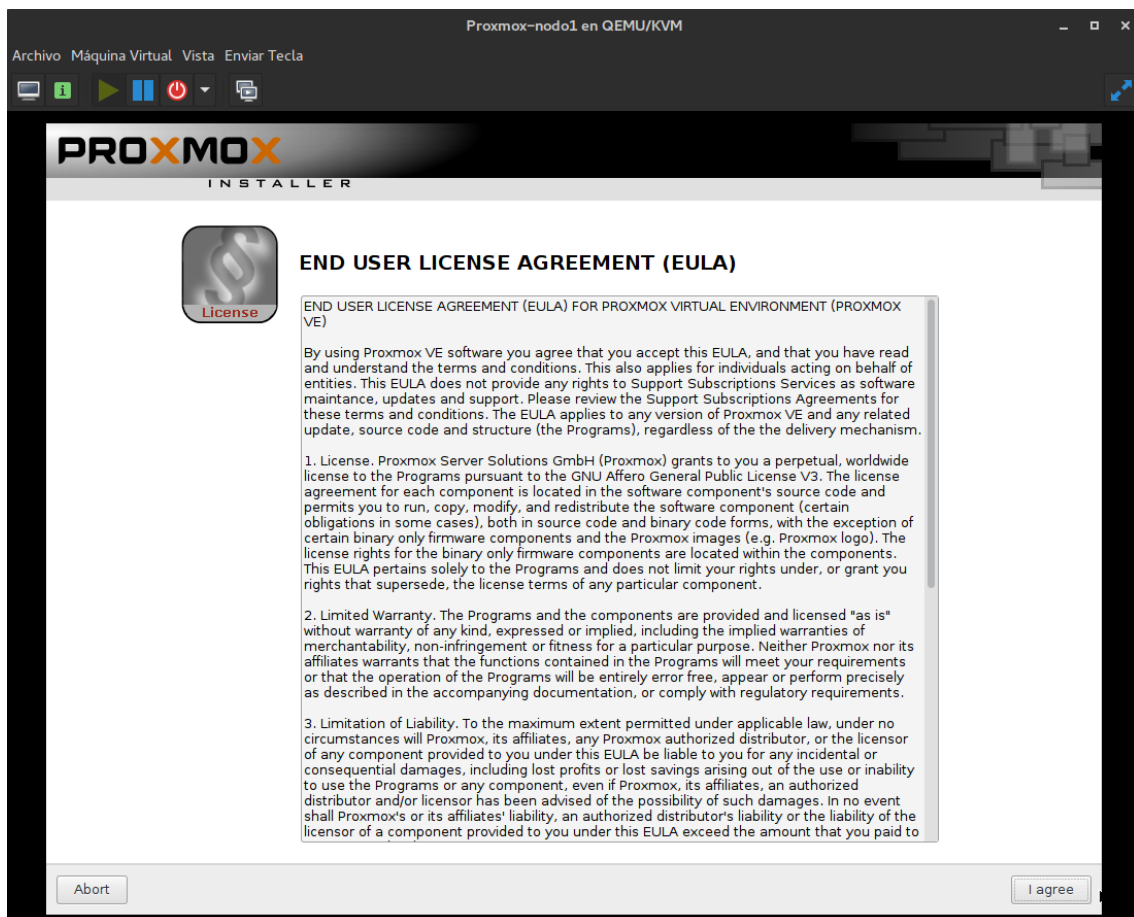 Proxmox-nodo1 en QEMU/KVM
Archivo Máquina Virtual Vista Enviar Tecla
PROXMOX
INSTALLER
License
END USER LICENSE AGREEMENT (EULA)
END USER LICENSE AGREEMENT (EULA) FOR PROXMOX VIRTUAL ENVIRONMENT (PROXMOX
VE)
By using Proxmox VE software you agree that you accept this EULA, and that you have read
and understand the terms and conditions. This also applies for individuals acting on behalf of
entities. This EULA does not provide any rights to Support Subscriptions Services as software
maintance, updates and support. Please review the Support Subscriptions Agreements for
these terms and conditions. The EULA applies to any version of Proxmox VE and any related
update, source code and structure (the Programs), regardless of the the delivery mechanism.
1. License. Proxmox Server Solutions GmbH (Proxmox) grants to you a perpetual, worldwide
license to the Programs pursuant to the GNU Affero General Public License V3. The license
agreement for each component is located in the software component's source code and
permits you to run, copy, modify, and redistribute the software component (certain
obligations in some cases), both in source code and binary code forms, with the exception of
certain binary only firmware components and the Proxmox images (e.g. Proxmox logo). The
license rights for the binary only firmware components are located within the components.
This EULA pertains solely to the Programs and does not limit your rights under, or grant you
rights that supersede, the license terms of any particular component.
2. Limited Warranty. The Programs and the components are provided and licensed "as is"
without warranty of any kind, expressed or implied, including the implied warranties of
merchantability, non-infringement or fitness for a particular purpose. Neither Proxmox nor its
affiliates warrants that the functions contained in the Programs will meet your requirements
or that the operation of the Programs will be entirely error free, appear or perform precisely
as described in the accompanying documentation, or comply with regulatory requirements.
3. Limitation of Liability. To the maximum extent permitted under applicable law, under no
circumstances will Proxmox, its affiliates, any Proxmox authorized distributor, or the licensor
of any component provided to you under this EULA be liable to you for any incidental or
consequential damages, including lost profits or lost savings arising out of the use or inability
to use the Programs or any component, even if Proxmox, its affiliates, an authorized
distributor and/or licensor has been advised of the possibility of such damages. In no event
shall Proxmox's or its affiliates' liability, an authorized distributor's liability or the liability of the
licensor of a component provided to you under this EULA exceed the amount that you paid to
Abort
I agree